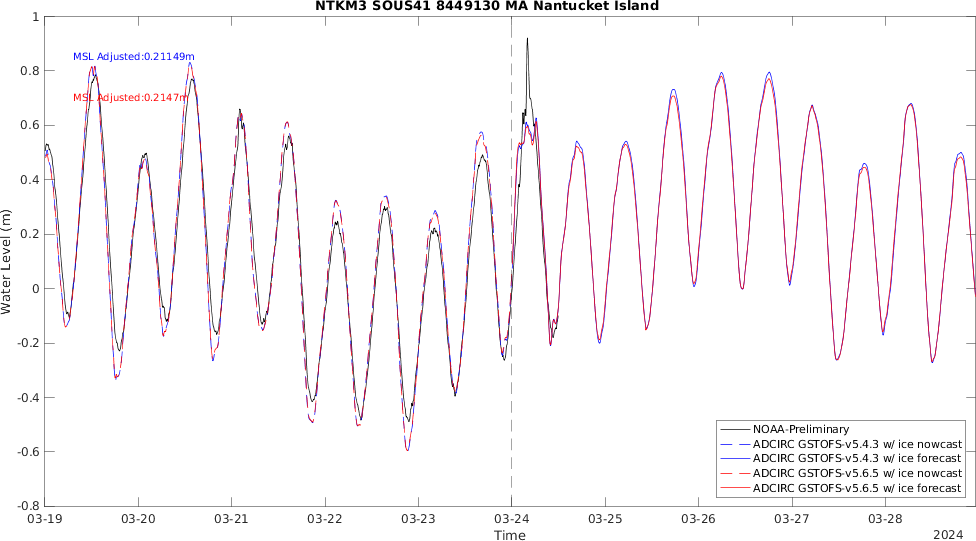 NTKM3 SOUS41 8449130 MA Nantucket Island
1
MSL Adjusted:0.21149m
0.8
MSL Adjusted:0.2147m
0.6
0.4
0.2
0
-0.2
-0.4
-0.6
-0.8
Water Level (m)
NOAA-Preliminary
ADCIRC GSTOFS-v5.4.3 w/ ice nowcast
ADCIRC GSTOFS-v5.4.3 w/ ice forecast
ADCIRC GSTOFS-v5.6.5 w/ ice nowcast
ADCIRC GSTOFS-v5.6.5 w/ ice forecast
03-19 03-20 03-21 03-22 03-23 03-24 03-25 03-26 03-27 03-28
Time
2024